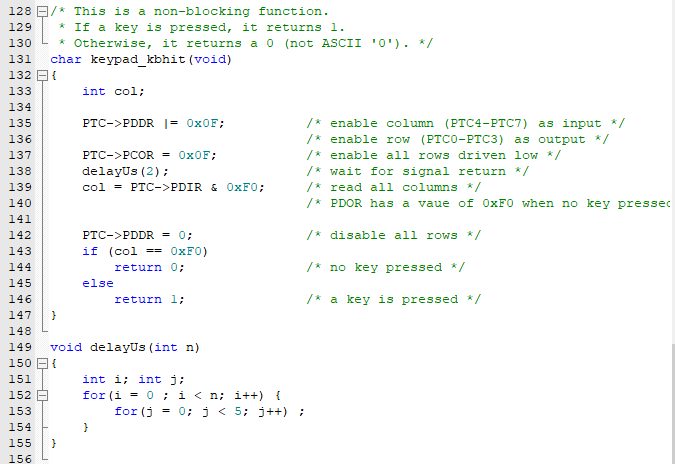 128 /* This is a non-blocking function.
129  * If a key is pressed, it returns 1.
130  * Otherwise, it returns a 0 (not ASCII '0'). */
131 char keypad_kbhit(void)
132 {
133     int col;
134
135     PTC->PDDR |= 0x0F;          /* enable column (PTC4-PTC7) as input */
136                                 /* enable row (PTC0-PTC3) as output */
137     PTC->PCOR = 0x0F;           /* enable all rows driven low */
138     delayUs(2);                 /* wait for signal return */
139     col = PTC->PDIR & 0xF0;     /* read all columns */
140                                 /* PDOR has a vaue of 0xF0 when no key pressed
141
142     PTC->PDDR = 0;              /* disable all rows */
143     if (col == 0xF0)
144         return 0;               /* no key pressed */
145     else
146         return 1;               /* a key is pressed */
147 }
148
149 void delayUs(int n)
150 {
151     int i; int j;
152     for(i = 0 ; i < n; i++) {
153         for(j = 0; j < 5; j++) ;
154     }
155 }
156